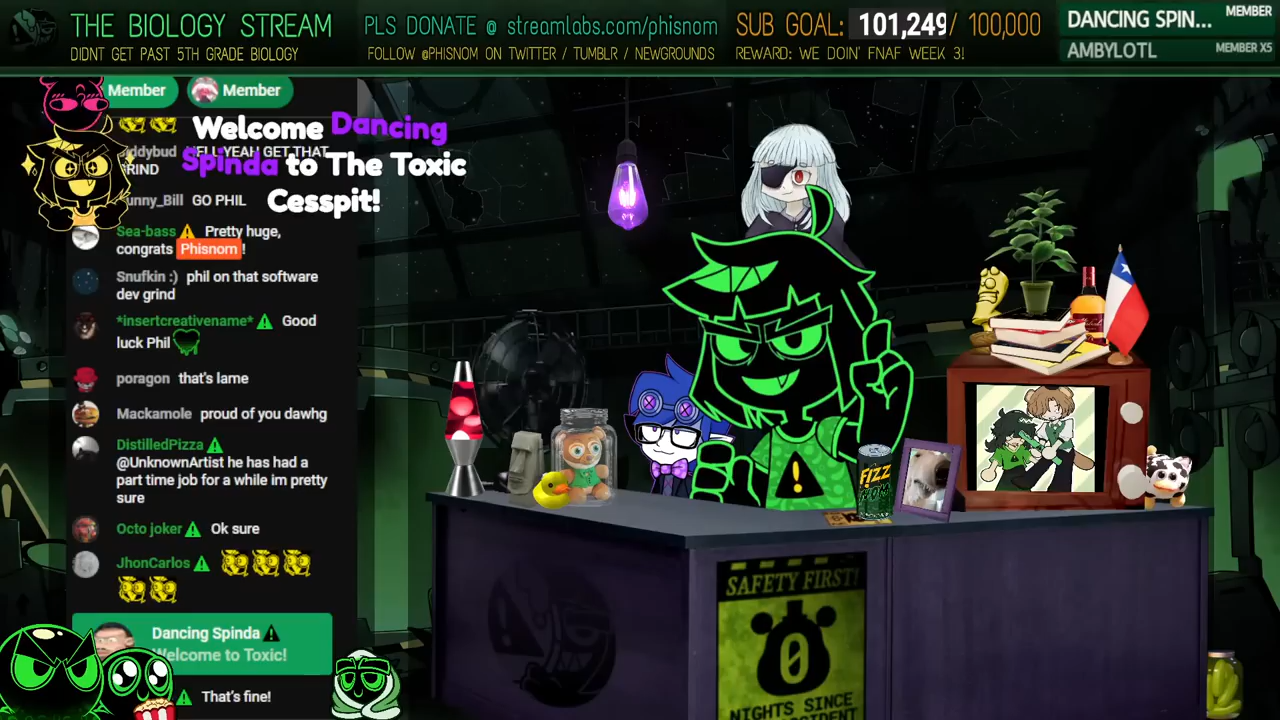 THE BIOLOGY STREAM
DIDNT GET PAST 5TH GRADE BIOLOGY
PLS DONATE @ streamlabs.com/phisnom
FOLLOW @PHISNOM ON TWITTER / TUMBLR / NEWGROUNDS
SUB GOAL: 101,249/ 100,000
REWARD: WE DOIN' FNAF WEEK 3!
DANCING SPIN... MEMBER
AMBYLOTL MEMBER X5
Member Member
Welcome Dancing
Spinda to The Toxic
Cesspit!
HELL YEAH GET THAT
GRIND
GO PHIL
Sea-bass Pretty huge,
congrats Phisnom !
Snufkin :) phil on that software
dev grind
*insertcreativename* Good
luck Phil
poragon that's lame
Mackamole proud of you dawhg
DistilledPizza
@UnknownArtist he has had a
part time job for a while im pretty
sure
Octo joker Ok sure
JhonCarlos
Dancing Spinda
Welcome to Toxic!
That's fine!
FIZZ
SAFETY FIRST!
0
NIGHTS SINCE